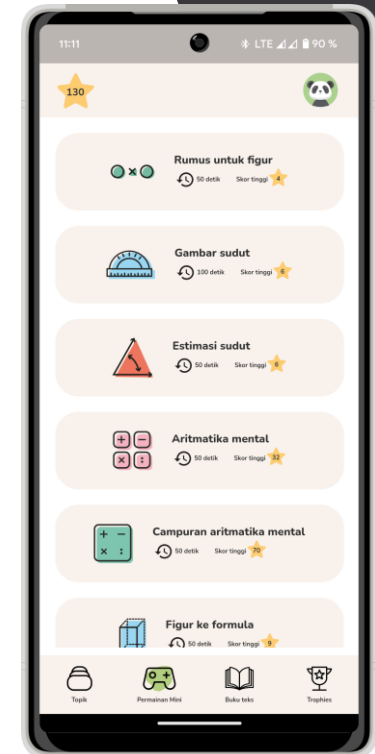 11:11 LTE 90 %
130
Rumus untuk figur
50 detik Skor tinggi 4
Gambar sudut
100 detik Skor tinggi 6
Estimasi sudut
50 detik Skor tinggi 6
Aritmatika mental
50 detik Skor tinggi 32
Campuran aritmatika mental
50 detik Skor tinggi 70
Figur ke formula
50 detik Skor tinggi 9
Topik Permainan Mini Buku teks Trophies